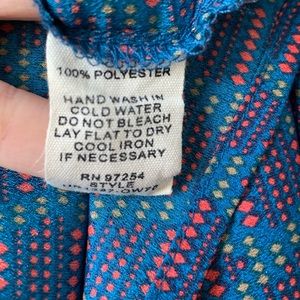 100% POLYESTER
HAND WASH IN
COLD WATER
DO NOT BLEACH
LAY FLAT TO DRY
COOL IRON
IF NECESSARY
RN 97254
STYLE